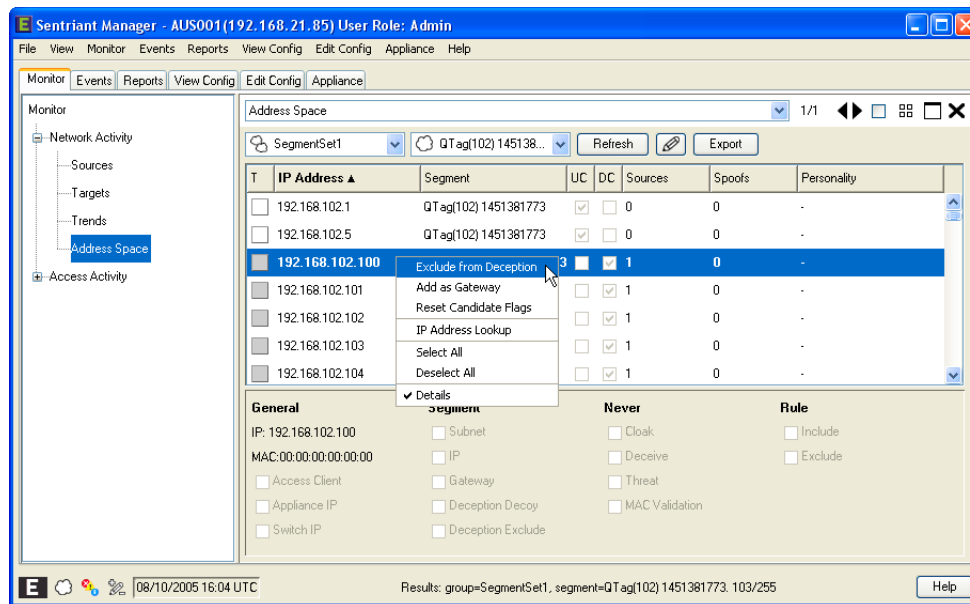 E Sentriant Manager - AUS001(192.168.21.85) User Role: Admin
File View Monitor Events Reports View Config Edit Config Appliance Help
Monitor Events Reports View Config Edit Config Appliance
Monitor
Network Activity
Sources
Targets
Trends
Address Space
Access Activity
Address Space 1/1
SegmentSet1 QTag(102) 145138... Refresh Export
T IP Address Segment UC DC Sources Spoofs Personality
192.168.102.1 QTag(102) 1451381773 0 0 -
192.168.102.5 QTag(102) 1451381773 0 0 -
192.168.102.100 3 1 0 -
192.168.102.101 1 0 -
192.168.102.102 1 0 -
192.168.102.103 1 0 -
192.168.102.104 1 0 -
Exclude from Deception
Add as Gateway
Reset Candidate Flags
IP Address Lookup
Select All
Deselect All
Details
General Segment Never Rule
IP: 192.168.102.100 Subnet Cloak Include
MAC:00:00:00:00:00:00 IP Deceive Exclude
Access Client Gateway Threat
Appliance IP Deception Decoy MAC Validation
Switch IP Deception Exclude
E 08/10/2005 16:04 UTC Results: group=SegmentSet1, segment=QTag(102) 1451381773. 103/255 Help